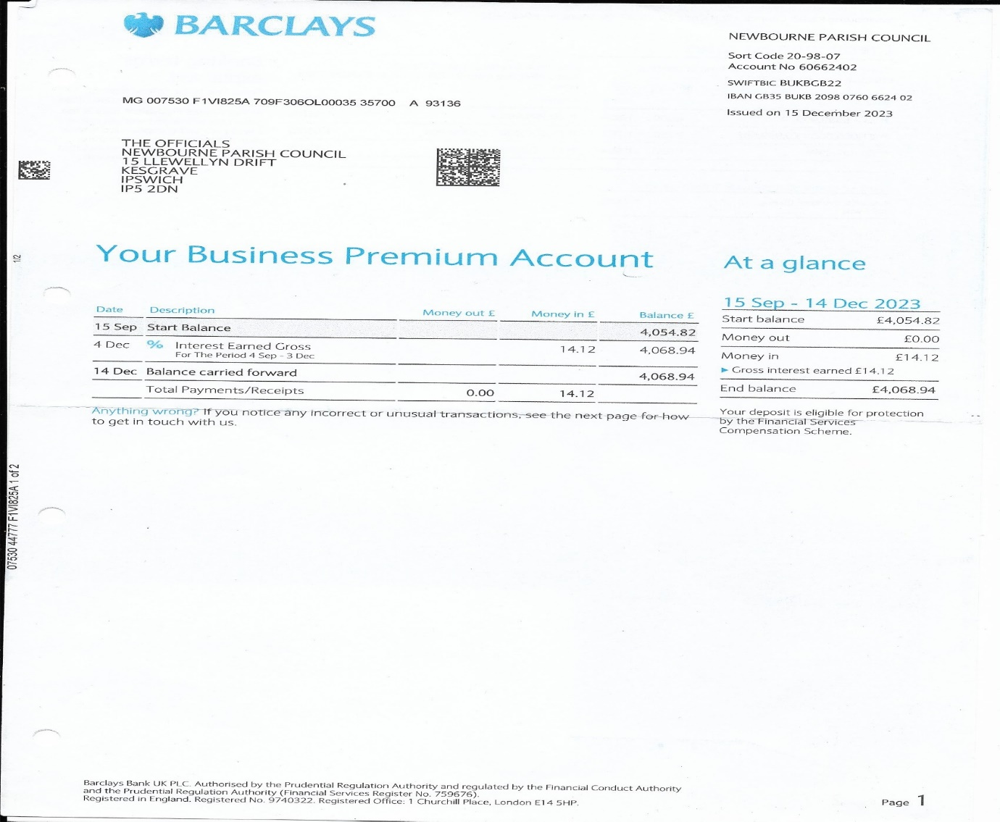 BARCLAYS
NEWBOURNE PARISH COUNCIL
Sort Code 20-98-07
Account No 60662402
SWIFTBIC BUKBGB22
IBAN GB35 BUKB 2098 0760 6624 02
Issued on 15 December 2023
MG 007530 F1VI825A 709F306OL00035 35700 A 93136
THE OFFICIALS
NEWBOURNE PARISH COUNCIL
15 LLEWELLYN DRIFT
KESGRAVE
IPSWICH
IP5 2DN
1/2
Your Business Premium Account
Date Description Money out £ Money in £ Balance £
15 Sep Start Balance 4,054.82
4 Dec % Interest Earned Gross 14.12 4,068.94
For The Period 4 Sep - 3 Dec
14 Dec Balance carried forward 4,068.94
Total Payments/Receipts 0.00 14.12
Anything wrong? If you notice any incorrect or unusual transactions, see the next page for how
to get in touch with us.
At a glance
15 Sep - 14 Dec 2023
Start balance £4,054.82
Money out £0.00
Money in £14.12
► Gross interest earned £14.12
End balance £4,068.94
Your deposit is eligible for protection
by the Financial Services
Compensation Scheme.
07530 44777 F1VI825A 1 of 2
Barclays Bank UK PLC. Authorised by the Prudential Regulation Authority and regulated by the Financial Conduct Authority
and the Prudential Regulation Authority (Financial Services Register No. 759676).
Registered in England. Registered No. 9740322. Registered Office: 1 Churchill Place, London E14 5HP.
Page 1